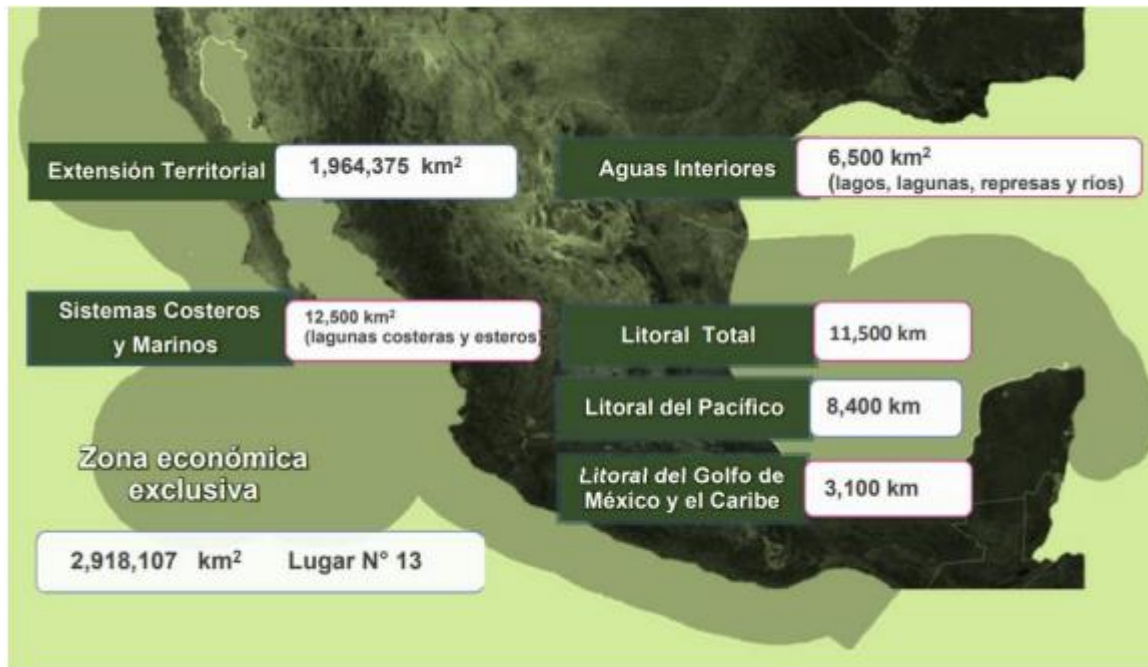 Extensión Territorial
1,964,375 km²
Aguas Interiores
6,500 km²
(lagos, lagunas, represas y ríos)
Sistemas Costeros
y Marinos
12,500 km²
(lagunas costeras y esteros)
Litoral Total
11,500 km
Litoral del Pacífico
8,400 km
Litoral del Golfo de
México y el Caribe
3,100 km
Zona económica
exclusiva
2,918,107 km² Lugar N° 13